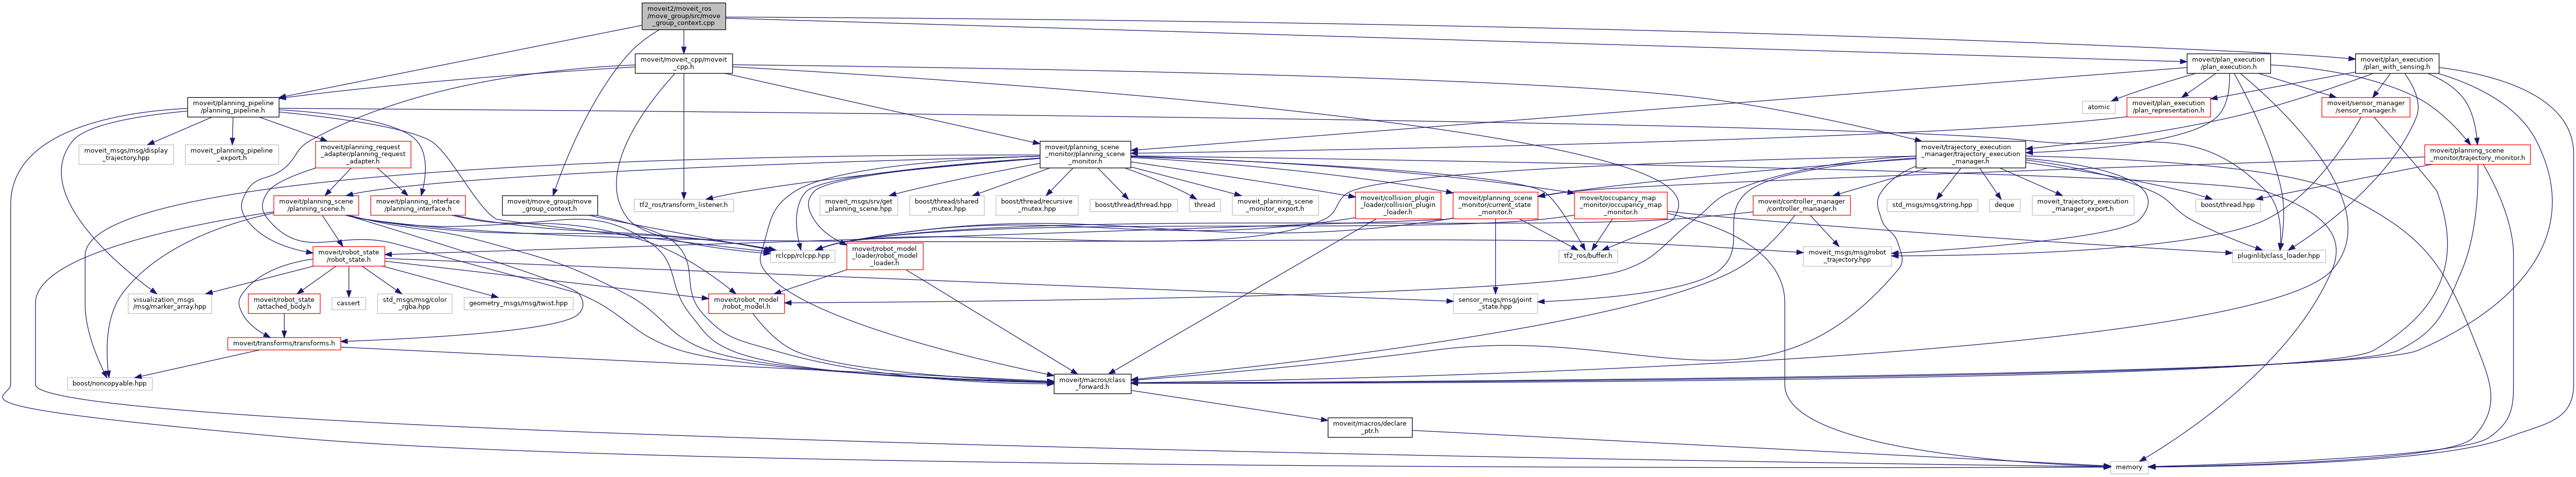 moveit2/moveit_ros
/move_group/src/move
_group_context.cpp
moveit/moveit_cpp/moveit
_cpp.h
moveit/plan_execution
/plan_execution.h
moveit/plan_execution
/plan_with_sensing.h
moveit/planning_pipeline
/planning_pipeline.h
atomic
moveit/plan_execution
/plan_representation.h
moveit/sensor_manager
/sensor_manager.h
moveit_msgs/msg/display
_trajectory.hpp
moveit_planning_pipeline
_export.h
moveit/planning_request
_adapter/planning_request
_adapter.h
moveit/planning_scene
_monitor/planning_scene
_monitor.h
moveit/trajectory_execution
_manager/trajectory_execution
_manager.h
moveit/planning_scene
_monitor/trajectory_monitor.h
moveit/planning_scene
/planning_scene.h
moveit/planning_interface
/planning_interface.h
moveit/move_group/move
_group_context.h
tf2_ros/transform_listener.h
moveit_msgs/srv/get
_planning_scene.hpp
boost/thread/shared
_mutex.hpp
boost/thread/recursive
_mutex.hpp
boost/thread/thread.hpp
thread
moveit_planning_scene
_monitor_export.h
moveit/collision_plugin
_loader/collision_plugin
_loader.h
moveit/planning_scene
_monitor/current_state
_monitor.h
moveit/occupancy_map
_monitor/occupancy_map
_monitor.h
moveit/controller_manager
/controller_manager.h
std_msgs/msg/string.hpp
deque
moveit_trajectory_execution
_manager_export.h
boost/thread.hpp
moveit/robot_state
/robot_state.h
rclcpp/rclcpp.hpp
moveit/robot_model
_loader/robot_model
_loader.h
tf2_ros/buffer.h
moveit_msgs/msg/robot
_trajectory.hpp
pluginlib/class_loader.hpp
visualization_msgs
/msg/marker_array.hpp
moveit/robot_state
/attached_body.h
cassert
std_msgs/msg/color
_rgba.hpp
geometry_msgs/msg/twist.hpp
moveit/robot_model
/robot_model.h
sensor_msgs/msg/joint
_state.hpp
moveit/transforms/transforms.h
boost/noncopyable.hpp
moveit/macros/class
_forward.h
moveit/macros/declare
_ptr.h
memory